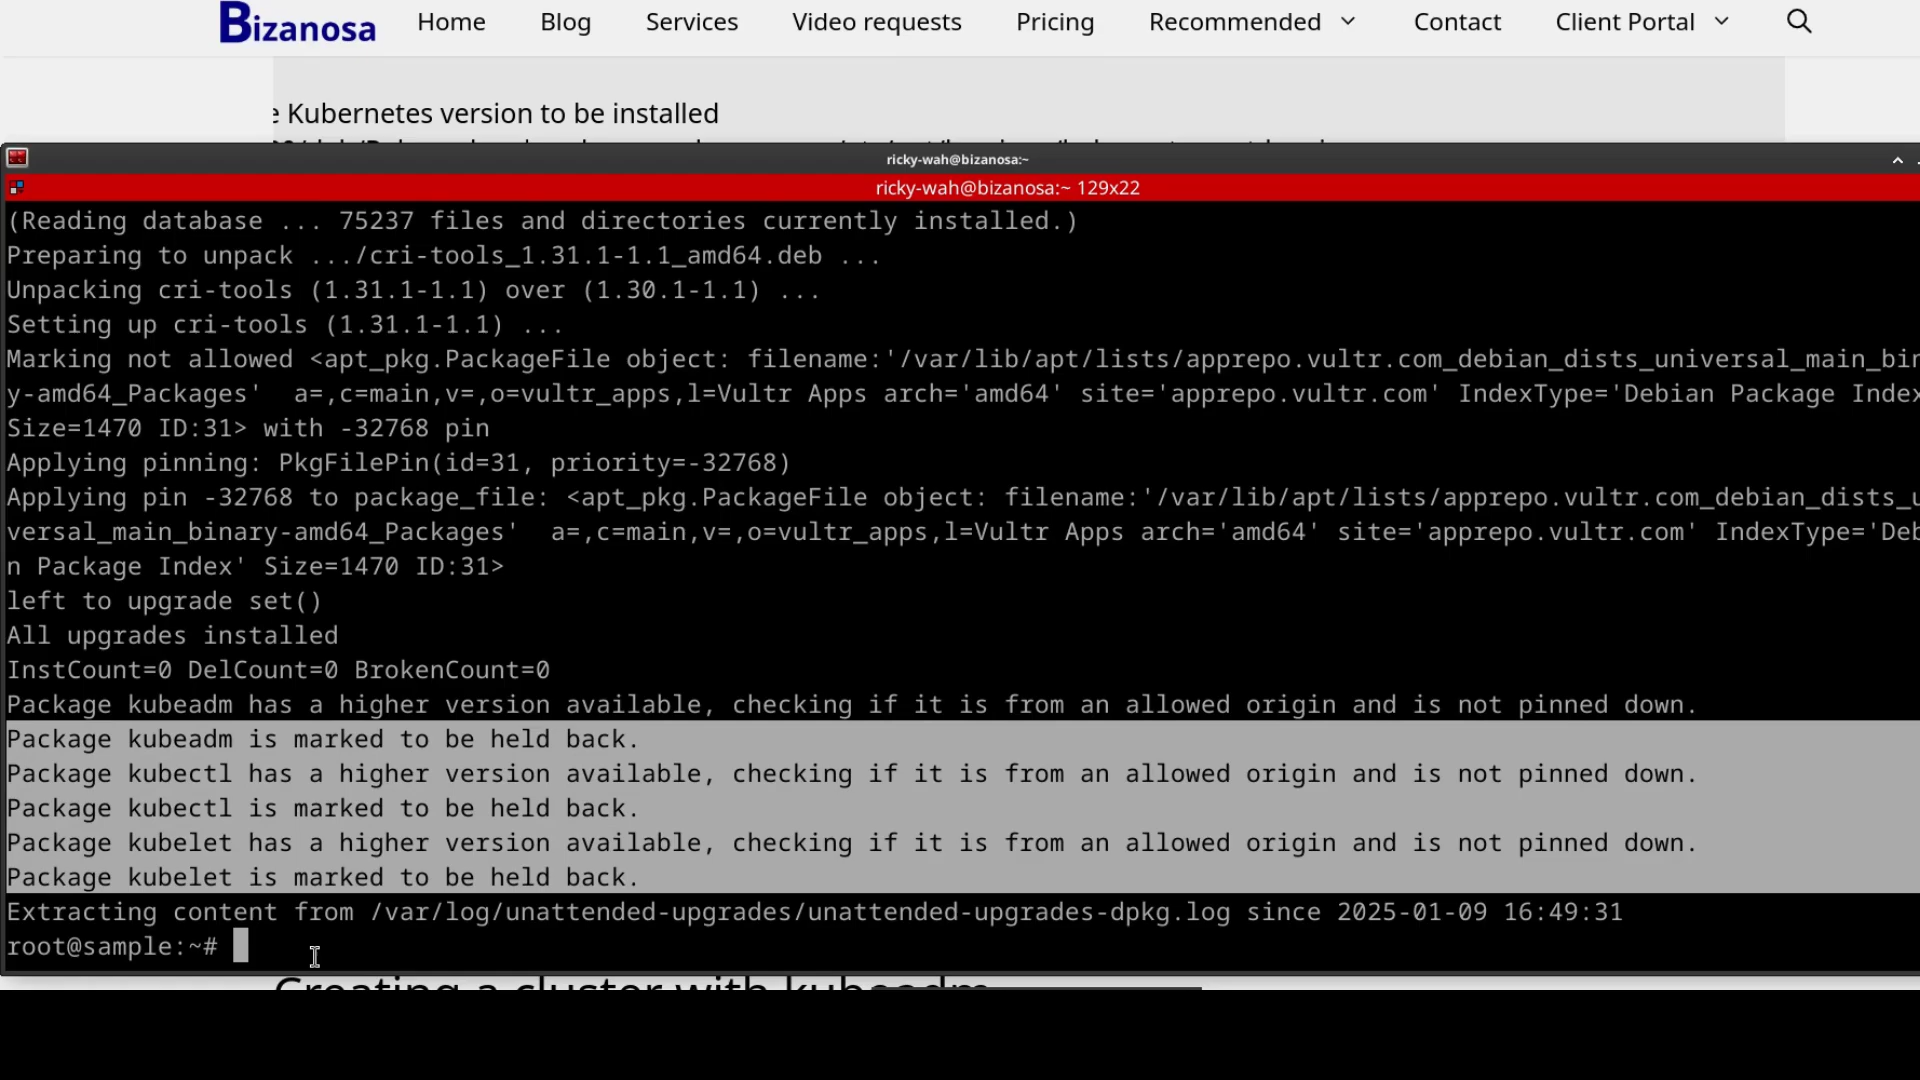 Bizanosa Home Blog Services Video requests Pricing Recommended Contact Client Portal
e Kubernetes version to be installed
ricky-wah@bizanosa:~
ricky-wah@bizanosa:~ 129x22
(Reading database ... 75237 files and directories currently installed.)
Preparing to unpack .../cri-tools_1.31.1-1.1_amd64.deb ...
Unpacking cri-tools (1.31.1-1.1) over (1.30.1-1.1) ...
Setting up cri-tools (1.31.1-1.1) ...
Marking not allowed <apt_pkg.PackageFile object: filename:'/var/lib/apt/lists/apprepo.vultr.com_debian_dists_universal_main_bin
y-amd64_Packages'  a=,c=main,v=,o=vultr_apps,l=Vultr Apps arch='amd64' site='apprepo.vultr.com' IndexType='Debian Package Index
Size=1470 ID:31> with -32768 pin
Applying pinning: PkgFilePin(id=31, priority=-32768)
Applying pin -32768 to package_file: <apt_pkg.PackageFile object: filename:'/var/lib/apt/lists/apprepo.vultr.com_debian_dists_u
versal_main_binary-amd64_Packages'  a=,c=main,v=,o=vultr_apps,l=Vultr Apps arch='amd64' site='apprepo.vultr.com' IndexType='Deb
n Package Index' Size=1470 ID:31>
left to upgrade set()
All upgrades installed
InstCount=0 DelCount=0 BrokenCount=0
Package kubeadm has a higher version available, checking if it is from an allowed origin and is not pinned down.
Package kubeadm is marked to be held back.
Package kubectl has a higher version available, checking if it is from an allowed origin and is not pinned down.
Package kubectl is marked to be held back.
Package kubelet has a higher version available, checking if it is from an allowed origin and is not pinned down.
Package kubelet is marked to be held back.
Extracting content from /var/log/unattended-upgrades/unattended-upgrades-dpkg.log since 2025-01-09 16:49:31
root@sample:~#
Creating a cluster with kubeadm